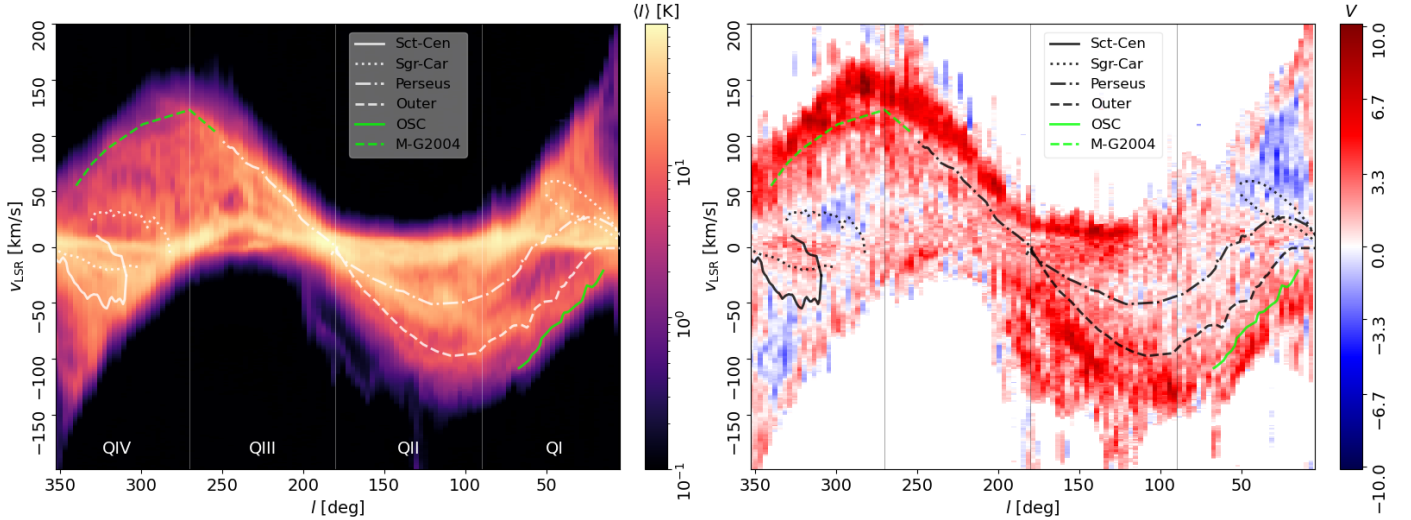 ⟨I⟩ [K]
200
150
100
50
0
−50
−100
−150
v_LSR [km/s]
Sct-Cen
Sgr-Car
Perseus
Outer
OSC
M-G2004
QIV
QIII
QII
QI
350
300
250
200
150
100
50
l [deg]
10^1
10^0
10^−1
V
200
150
100
50
0
−50
−100
−150
v_LSR [km/s]
Sct-Cen
Sgr-Car
Perseus
Outer
OSC
M-G2004
350
300
250
200
150
100
50
l [deg]
10.0
6.7
3.3
0.0
−3.3
−6.7
−10.0